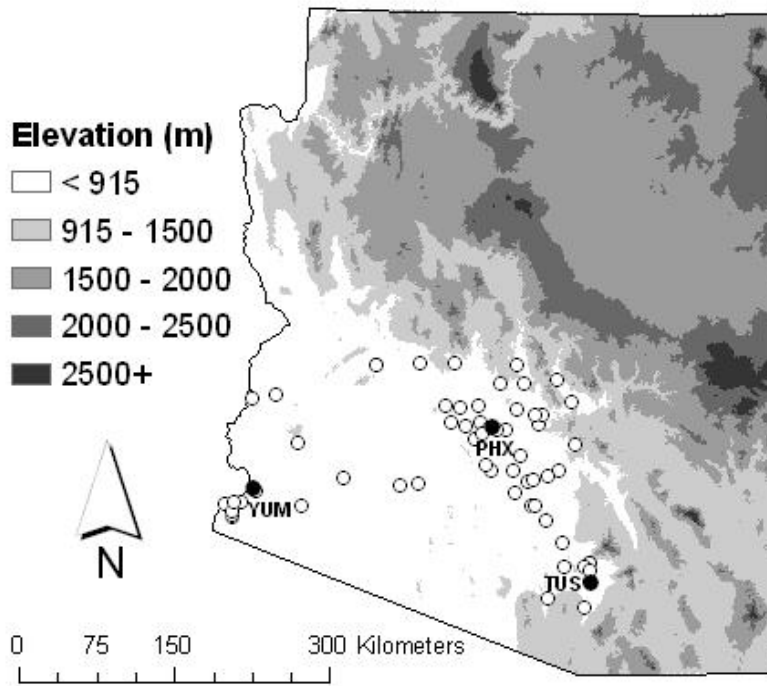 Elevation (m)
< 915
915 - 1500
1500 - 2000
2000 - 2500
2500+
PHX
YUM
N
TUS
0 75 150 300 Kilometers